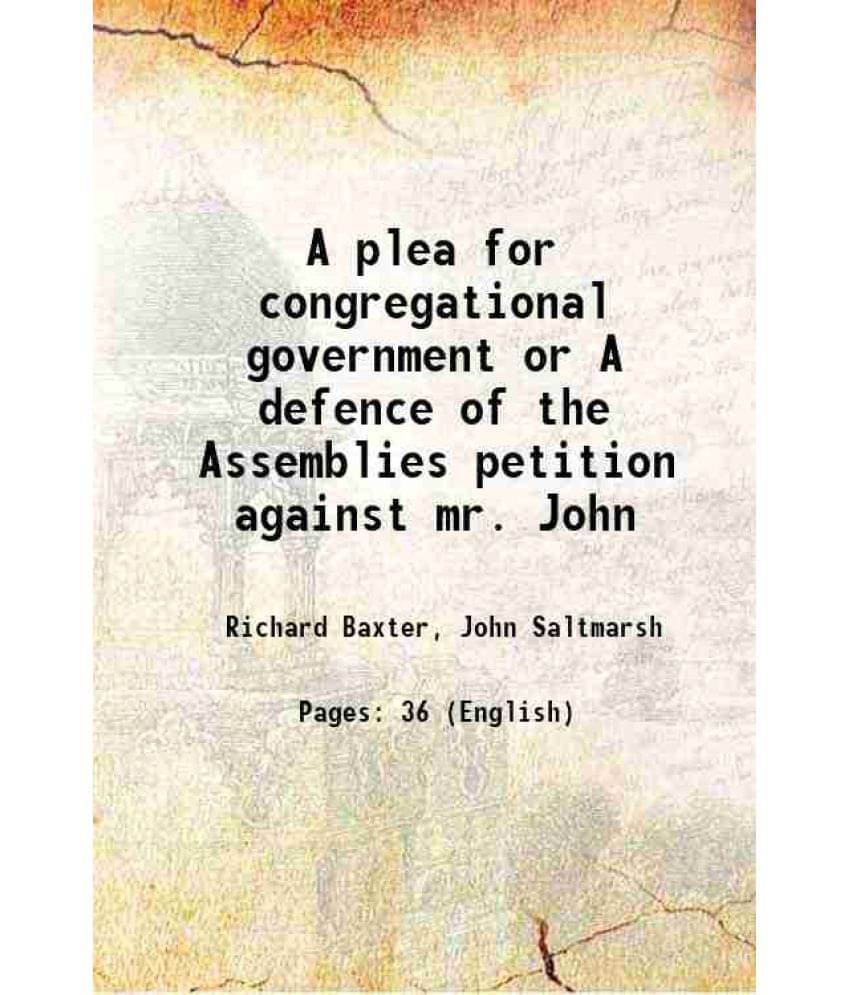 A plea for
congregational
government or A
defence of the
Assemblies petition
against mr. John
Richard Baxter, John Saltmarsh
Pages: 36 (English)